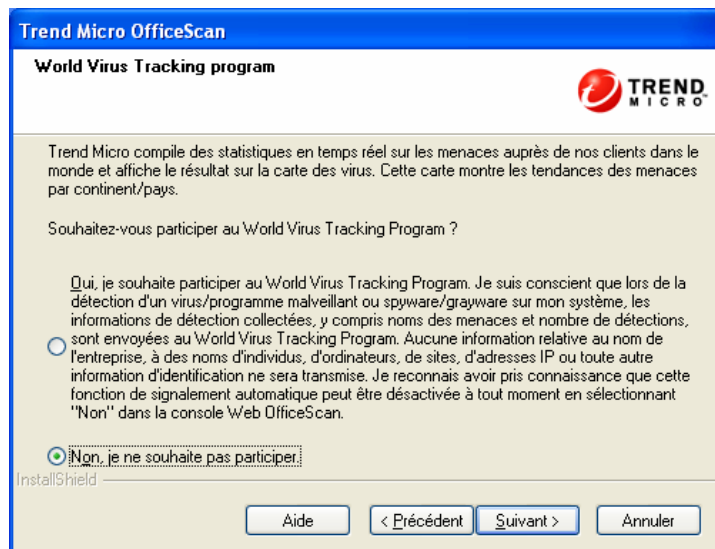 Trend Micro OfficeScan
World Virus Tracking program
TREND
MICRO
Trend Micro compile des statistiques en temps réel sur les menaces auprès de nos clients dans le
monde et affiche le résultat sur la carte des virus. Cette carte montre les tendances des menaces
par continent/pays.
Souhaitez-vous participer au World Virus Tracking Program ?
Oui, je souhaite participer au World Virus Tracking Program. Je suis conscient que lors de la
détection d'un virus/programme malveillant ou spyware/grayware sur mon système, les
informations de détection collectées, y compris noms des menaces et nombre de détections,
sont envoyées au World Virus Tracking Program. Aucune information relative au nom de
l'entreprise, à des noms d'individus, d'ordinateurs, de sites, d'adresses IP ou toute autre
information d'identification ne sera transmise. Je reconnais avoir pris connaissance que cette
fonction de signalement automatique peut être désactivée à tout moment en sélectionnant
"Non" dans la console Web OfficeScan.
Non, je ne souhaite pas participer.
InstallShield
Aide
< Précédent
Suivant >
Annuler